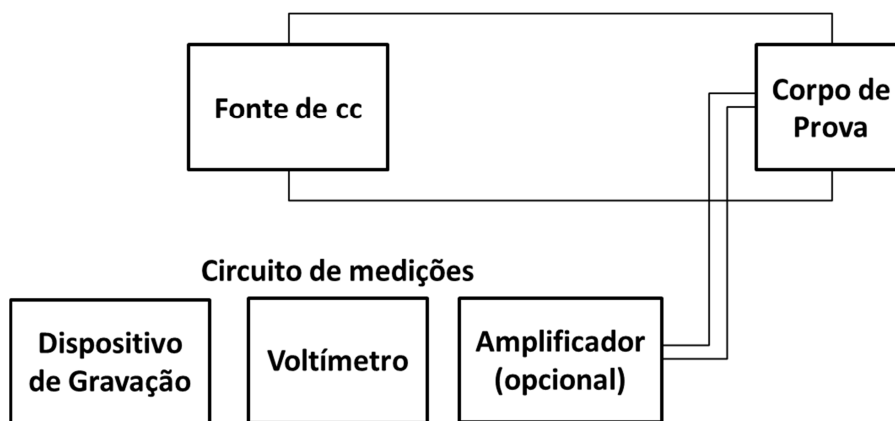 Fonte de cc
Corpo de
Prova
Circuito de medições
Dispositivo
de Gravação
Voltímetro
Amplificador
(opcional)